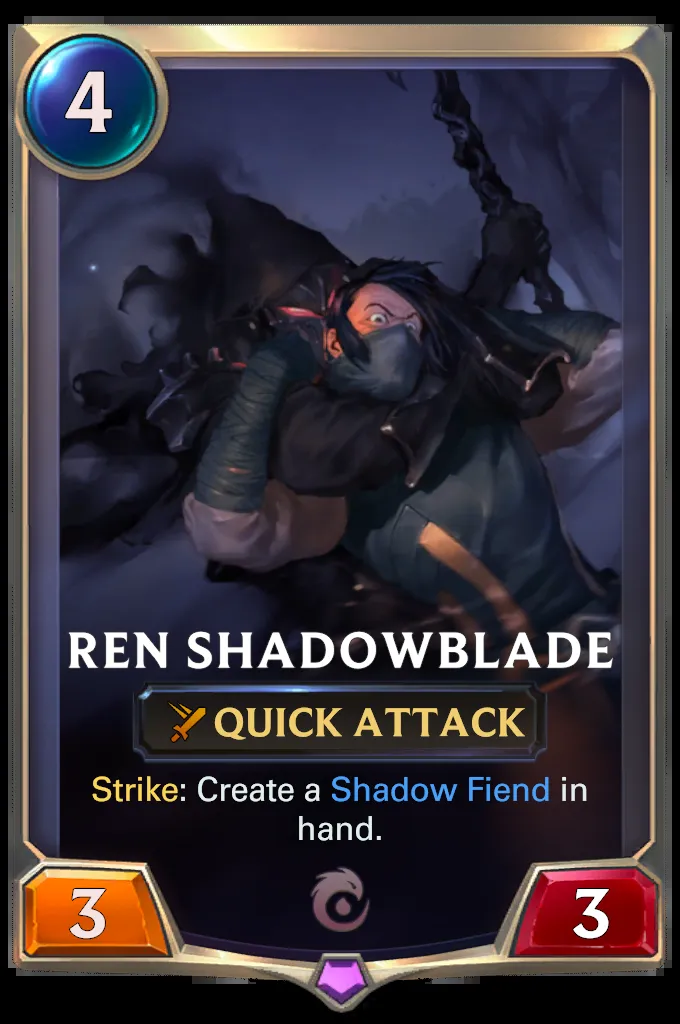 4
REN SHADOWBLADE
QUICK ATTACK
Strike: Create a Shadow Fiend in
hand.
3
3